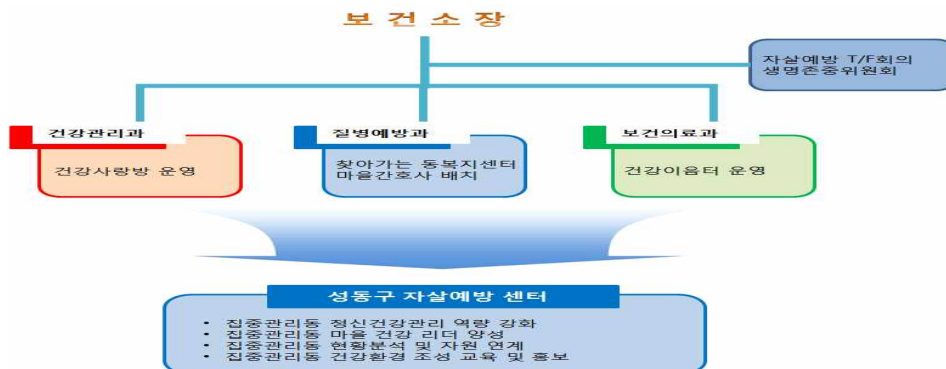 보건소장
자살예방 T/F회의
생명존중위원회
건강관리과
질병예방과
보건의료과
건강사랑방 운영
찾아가는 동복지센터
마을간호사 배치
건강이음터 운영
성동구 자살예방 센터
• 집중관리동 정신건강관리 역량 강화
• 집중관리동 마을 건강 리더 양성
• 집중관리동 현황분석 및 자원 연계
• 집중관리동 건강환경 조성 교육 및 홍보